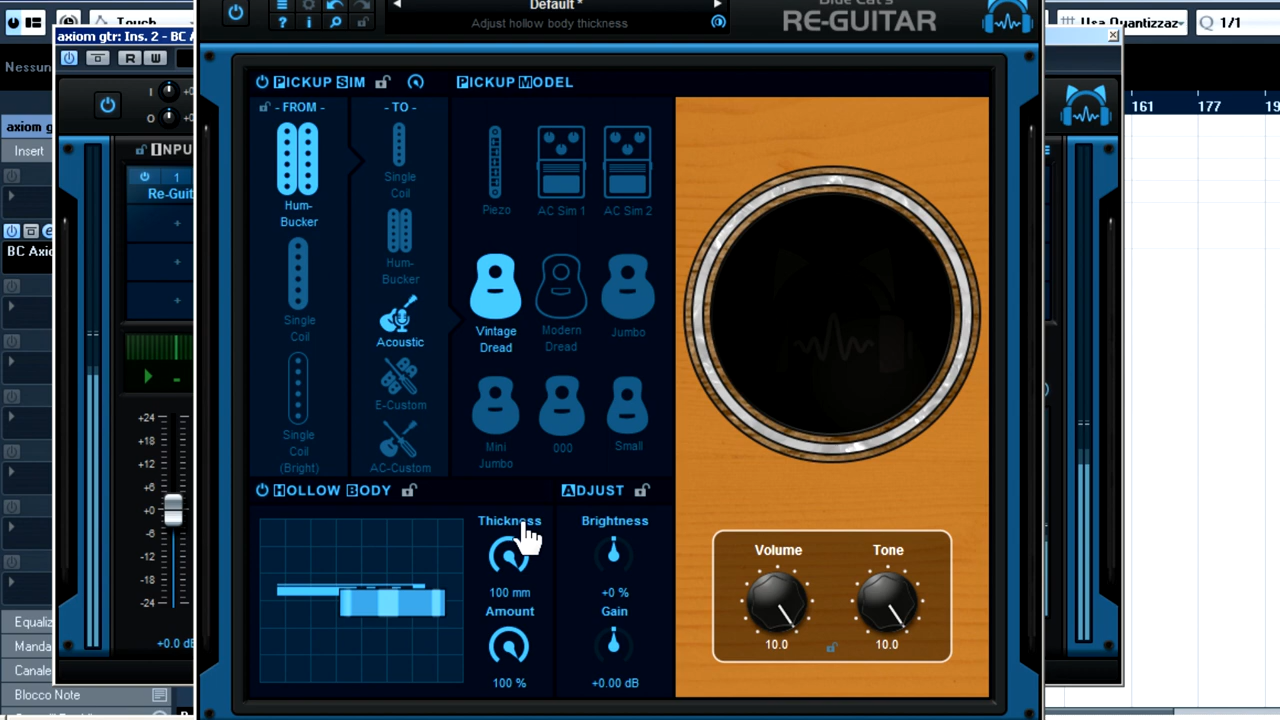 Default *
Adjust hollow body thickness
Blue Cat's
RE-GUITAR
Touch
Usa Quantizzaz
1/1
axiom gtr: Ins. 2 - BC A
R W
Nessun
axiom g
Insert
BC Axio
I
O
+0
+0
INPU
1
Re-Guit
PICKUP SIM
PICKUP MODEL
- FROM -
- TO -
Hum-
Bucker
Single
Coil
Single
Coil
(Bright)
Single
Coil
Hum-
Bucker
Acoustic
E-Custom
AC-Custom
Piezo
AC Sim 1
AC Sim 2
Vintage
Dread
Modern
Dread
Jumbo
Mini
Jumbo
000
Small
HOLLOW BODY
ADJUST
Thickness
100 mm
Amount
100 %
Brightness
+0 %
Gain
+0.00 dB
Volume
10.0
Tone
10.0
+24
+18
+12
+6
+0
-6
-12
-18
-24
+0.0 dB
161 177 19
Equaliz
Manda
Canale
Blocco Note